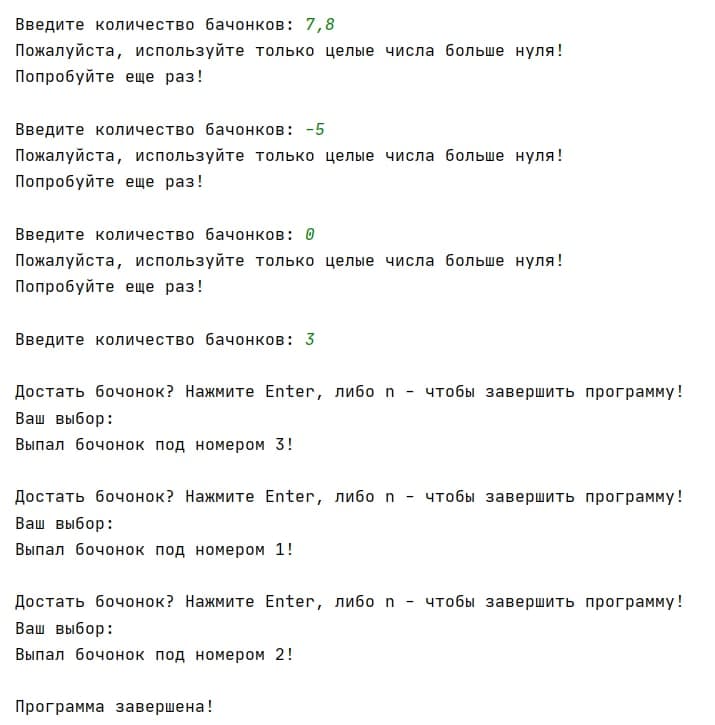 Введите количество бачонков: 7,8
Пожалуйста, используйте только целые числа больше нуля!
Попробуйте еще раз!
Введите количество бачонков: -5
Пожалуйста, используйте только целые числа больше нуля!
Попробуйте еще раз!
Введите количество бачонков: 0
Пожалуйста, используйте только целые числа больше нуля!
Попробуйте еще раз!
Введите количество бачонков: 3
Достать бочонок? Нажмите Enter, либо n - чтобы завершить программу!
Ваш выбор:
Выпал бочонок под номером 3!
Достать бочонок? Нажмите Enter, либо n - чтобы завершить программу!
Ваш выбор:
Выпал бочонок под номером 1!
Достать бочонок? Нажмите Enter, либо n - чтобы завершить программу!
Ваш выбор:
Выпал бочонок под номером 2!
Программа завершена!